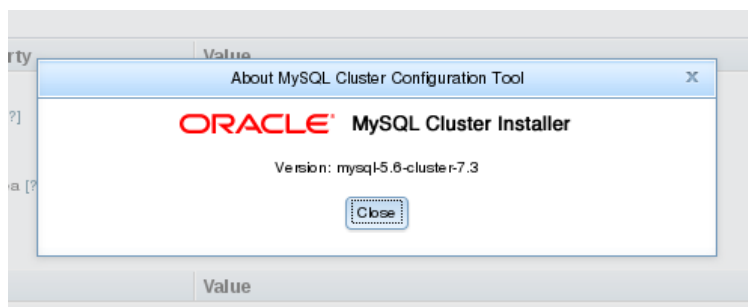 rty Value
About MySQL Cluster Configuration Tool x
?]
ORACLE® MySQL Cluster Installer
Version: mysql-5.6-cluster-7.3
ea [?
Close
Value